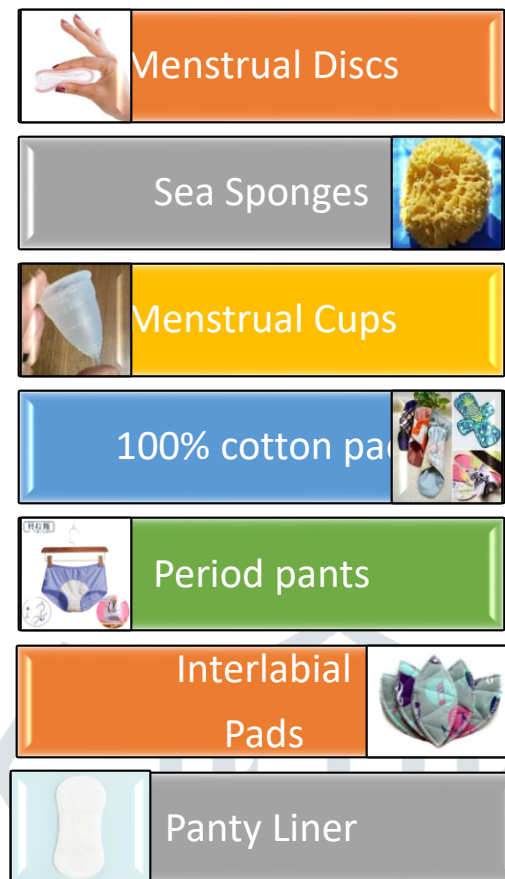 Menstrual Discs
Sea Sponges
Menstrual Cups
100% cotton pa
Period pants
Interlabial
Pads
Panty Liner